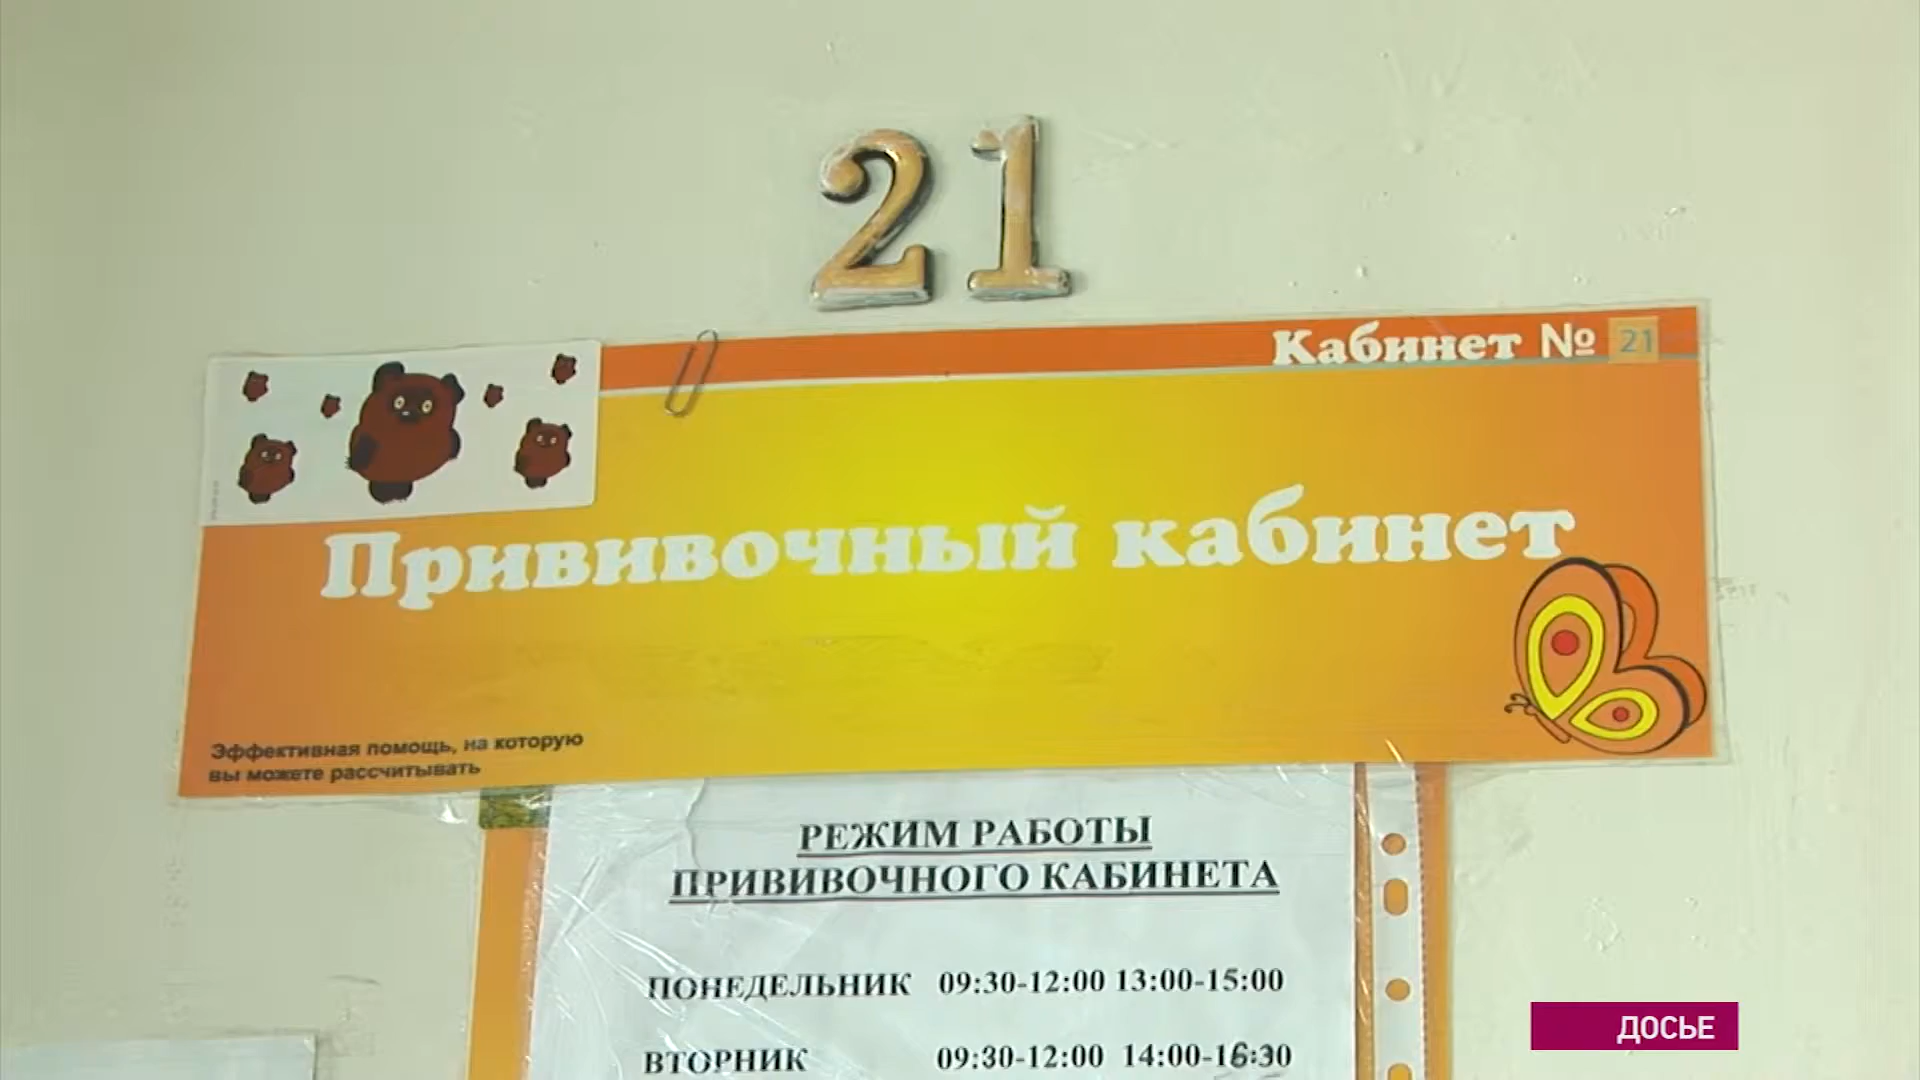 21
Кабинет № 21
Прививочный кабинет
Эффективная помощь, на которую
вы можете рассчитывать
РЕЖИМ РАБОТЫ
ПРИВИВОЧНОГО КАБИНЕТА
ПОНЕДЕЛЬНИК 09:30-12:00 13:00-15:00
ВТОРНИК 09:30-12:00 14:00-16:30
ДОСЬЕ